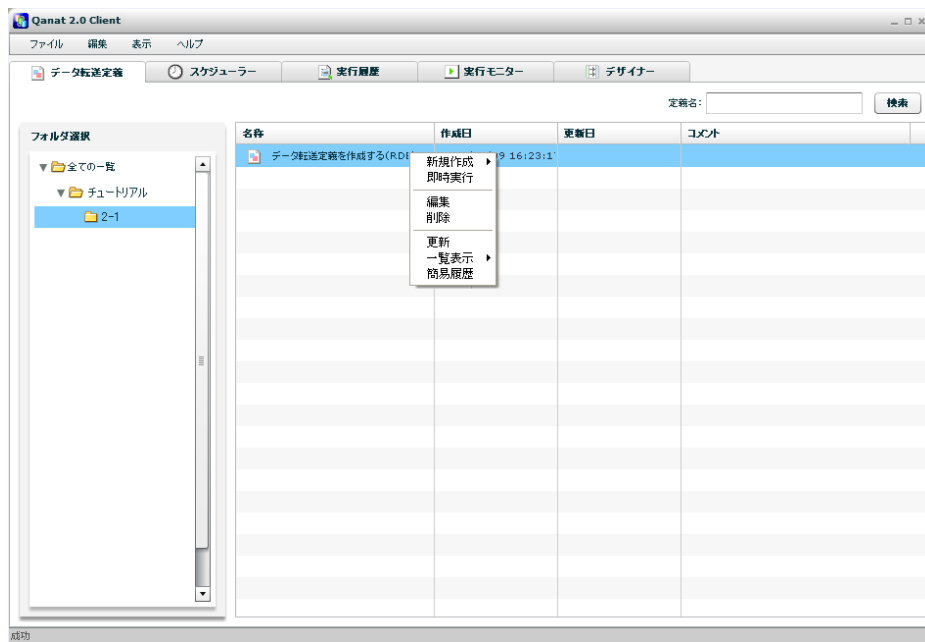 Qanat 2.0 Client
ファイル 編集 表示 ヘルプ
データ転送定義 スケジューラー 実行履歴 実行モニター デザイナー
定義名: 検索
フォルダ選択
名称 作成日 更新日 コメント
全ての一覧
チュートリアル
2-1
データ転送定義を作成する(RDB 9 16:23:1
新規作成
即時実行
編集
削除
更新
一覧表示
簡易履歴
成功